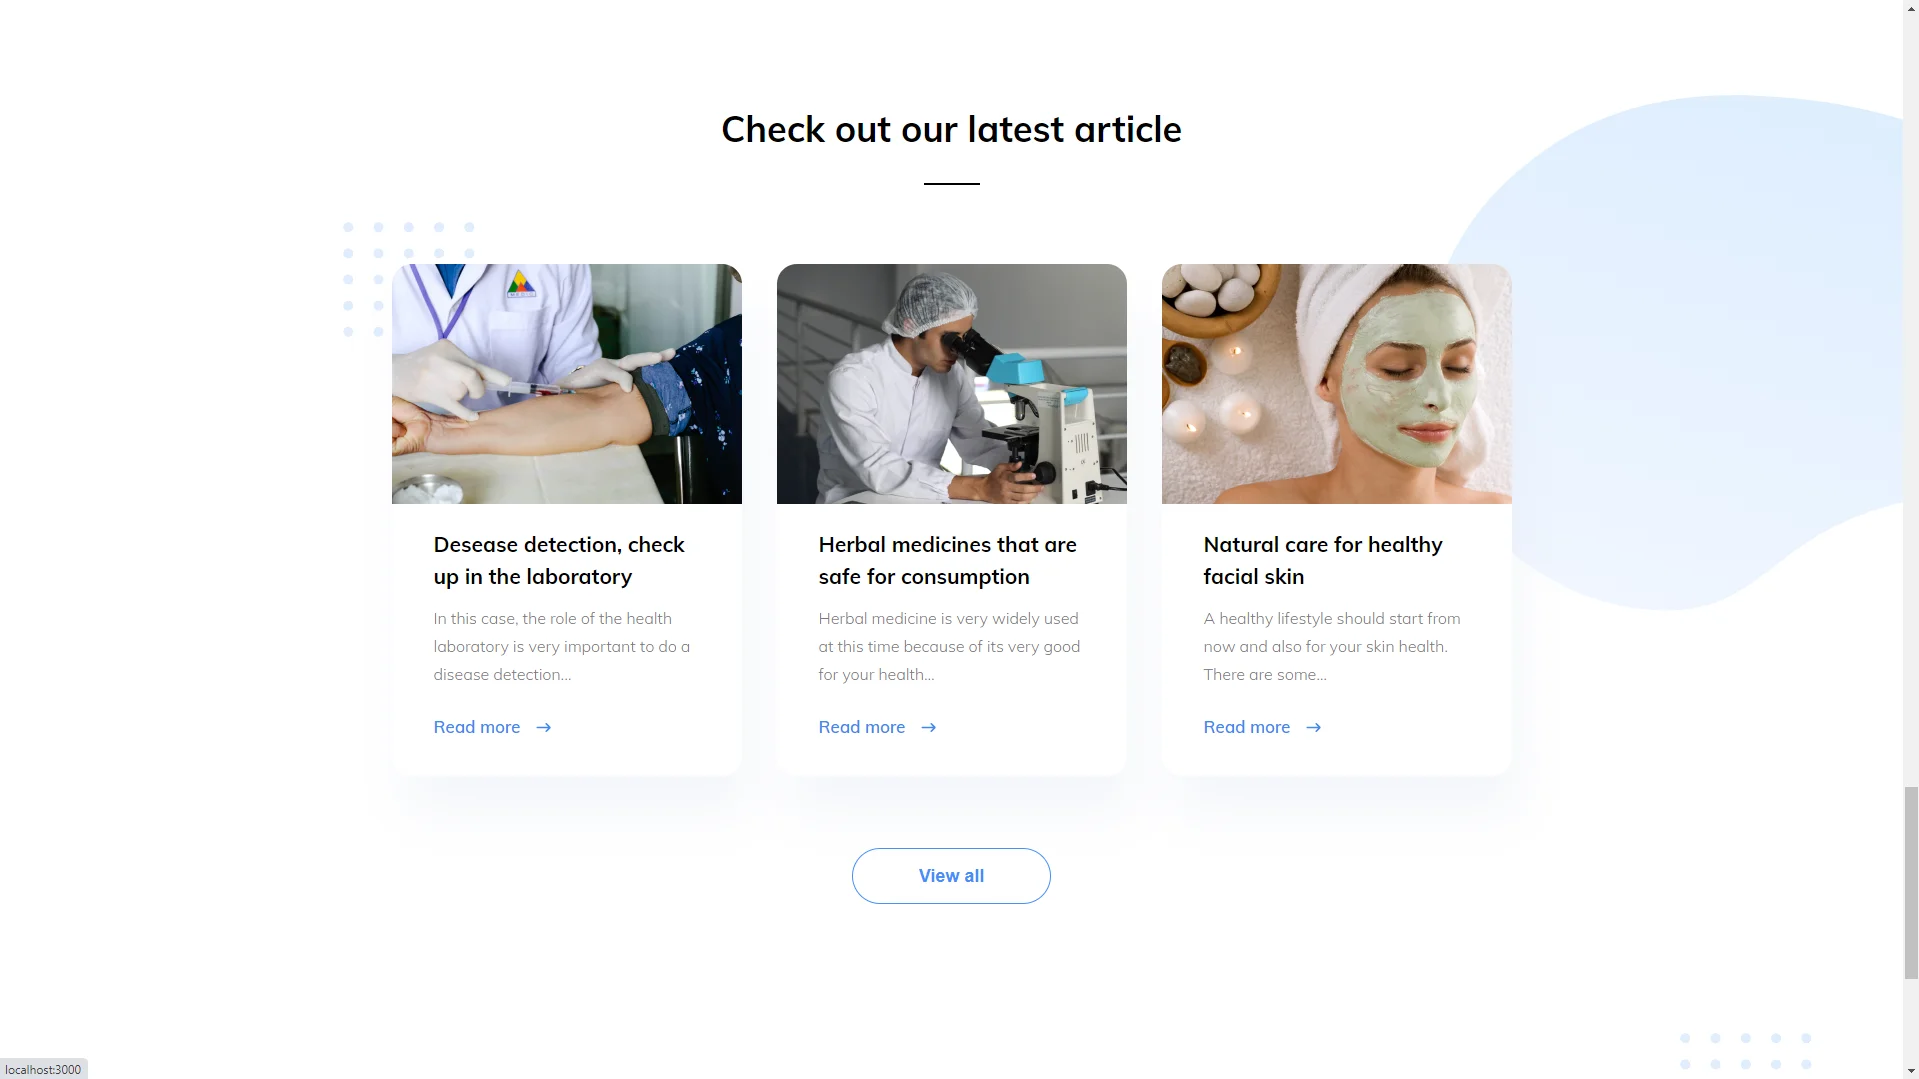 Check out our latest article
Desease detection, check
up in the laboratory
In this case, the role of the health
laboratory is very important to do a
disease detection...
Read more →
Herbal medicines that are
safe for consumption
Herbal medicine is very widely used
at this time because of its very good
for your health...
Read more →
Natural care for healthy
facial skin
A healthy lifestyle should start from
now and also for your skin health.
There are some...
Read more →
View all
localhost:3000